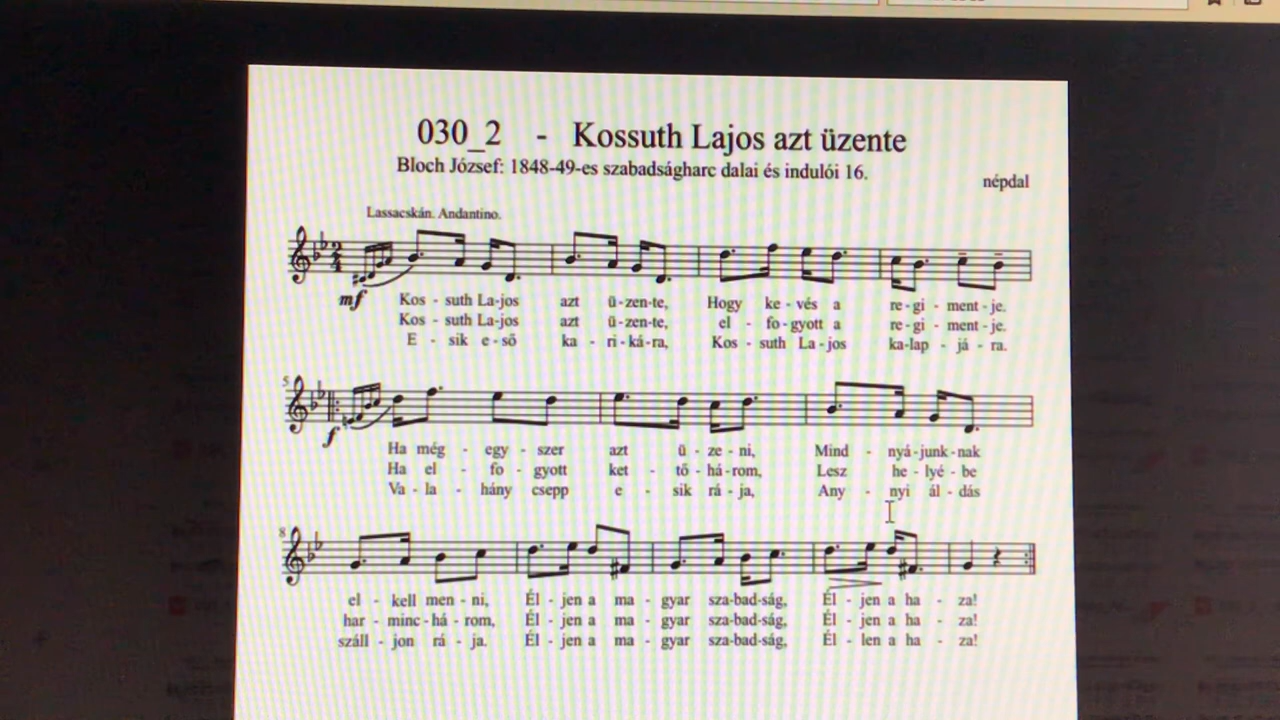 030_2 - Kossuth Lajos azt üzente
Bloch József: 1848-49-es szabadságharc dalai és indulói 16.
népdal
Lassacskán. Andantino.
mf
Kos - suth La-jos azt ü-zen-te, Hogy ke - vés a re-gi - ment-je.
Kos - suth La-jos azt ü-zen-te, el - fo-gyott a re-gi - ment-je.
E - sik e-ső ka - ri-ká-ra, Kos - suth La-jos ka-lap - já - ra.
5
f
Ha még - egy - szer azt ü - ze - ni, Mind - nyá-junk-nak
Ha el - fo - gyott ket - tő-há-rom, Lesz he - lyé - be
Va - la - hány csepp e - sik rá - ja, Any - nyi ál - dás
8
el - kell men - ni, Él - jen a ma - gyar sza-bad-ság, Él - jen a ha - za!
har - minc-há - rom, Él - jen a ma - gyar sza-bad-ság, Él - jen a ha - za!
száll - jon rá - ja. Él - jen a ma - gyar sza-bad-ság, Él - len a ha - za!